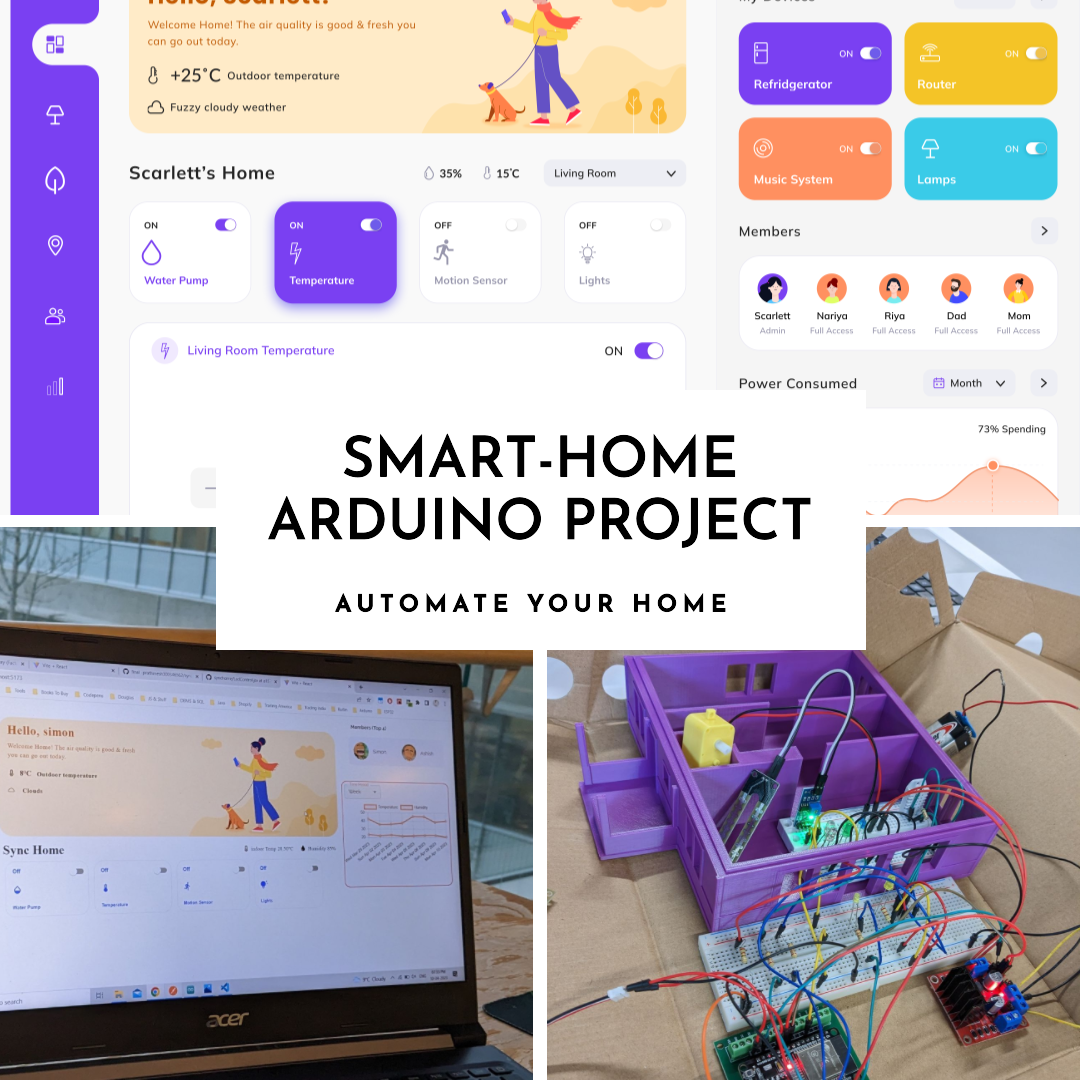 Hello, Scarlett!
Welcome Home! The air quality is good & fresh you
can go out today.
+25°C Outdoor temperature
Fuzzy cloudy weather
Scarlett's Home
35%
15°C
Living Room
ON
Water Pump
ON
Temperature
OFF
Motion Sensor
OFF
Lights
Living Room Temperature
ON
My Devices
ON
Refridgerator
ON
Router
ON
Music System
ON
Lamps
Members
Scarlett
Admin
Nariya
Full Access
Riya
Full Access
Dad
Full Access
Mom
Full Access
Power Consumed
Month
73% Spending
SMART-HOME
ARDUINO PROJECT
AUTOMATE YOUR HOME
Hello, simon
Welcome Home! The air quality is good & fresh
you can go out today.
0°C Outdoor temperature
Clouds
Members (Top 2)
Sync Home
Off
Water Pump
Off
Temperature
Off
Motion Sensor
Off
Lights
acer